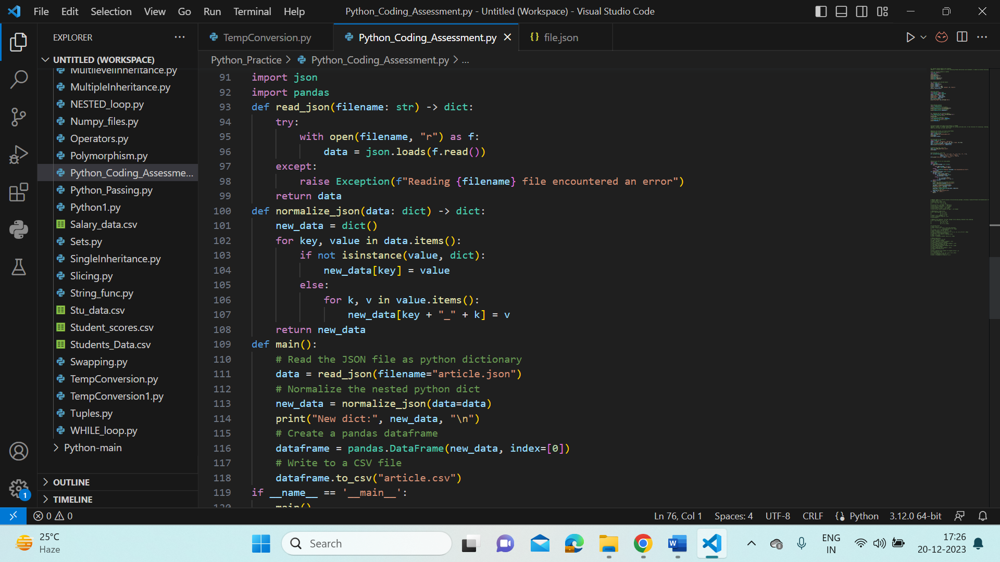 File Edit Selection View Go Run Terminal Help
Python_Coding_Assessment.py - Untitled (Workspace) - Visual Studio Code
EXPLORER
TempConversion.py
Python_Coding_Assessment.py
file.json
UNTITLED (WORKSPACE)
Python_Practice > Python_Coding_Assessment.py > ...
MultilevelInheritance.py
MultipleInheritance.py
NESTED_loop.py
Numpy_files.py
Operators.py
Polymorphism.py
Python_Coding_Assessme...
Python_Passing.py
Python1.py
Salary_data.csv
Sets.py
SingleInheritance.py
Slicing.py
String_func.py
Stu_data.csv
Student_scores.csv
Students_Data.csv
Swapping.py
TempConversion.py
TempConversion1.py
Tuples.py
WHILE_loop.py
Python-main
OUTLINE
TIMELINE
91 import json
92 import pandas
93 def read_json(filename: str) -> dict:
94 try:
95 with open(filename, "r") as f:
96 data = json.loads(f.read())
97 except:
98 raise Exception(f"Reading {filename} file encountered an error")
99 return data
100 def normalize_json(data: dict) -> dict:
101 new_data = dict()
102 for key, value in data.items():
103 if not isinstance(value, dict):
104 new_data[key] = value
105 else:
106 for k, v in value.items():
107 new_data[key + "_" + k] = v
108 return new_data
109 def main():
110 # Read the JSON file as python dictionary
111 data = read_json(filename="article.json")
112 # Normalize the nested python dict
113 new_data = normalize_json(data=data)
114 print("New dict:", new_data, "\n")
115 # Create a pandas dataframe
116 dataframe = pandas.DataFrame(new_data, index=[0])
117 # Write to a CSV file
118 dataframe.to_csv("article.csv")
119 if __name__ == '__main__':
120 main()
1
0 0
Ln 76, Col 1 Spaces: 4 UTF-8 CRLF Python 3.12.0 64-bit
25°C
Haze
Search
ENG
IN
17:26
20-12-2023